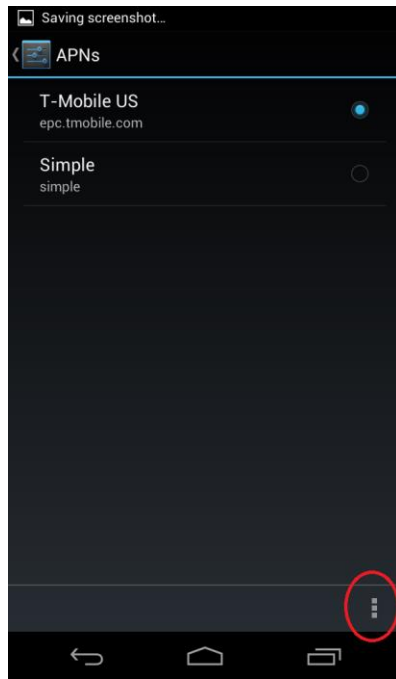 Saving screenshot...
APNs
T-Mobile US
epc.tmobile.com
Simple
simple